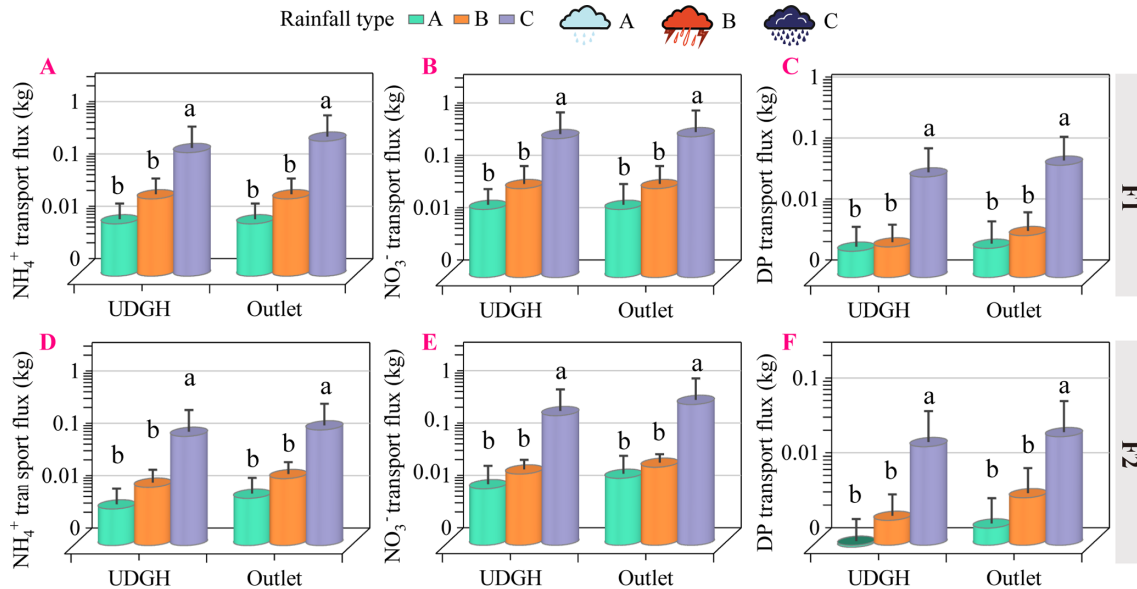 Rainfall type A B C A B C
A
NH₄⁺ transport flux (kg)
1
0.1
0.01
0
b b a b b a
UDGH Outlet
B
NO₃⁻ transport flux (kg)
1
0.1
0.01
0
b b a b b a
UDGH Outlet
C
DP transport flux (kg)
1
0.1
0.01
0
b b a b b a
UDGH Outlet
F1
D
NH₄⁺ tran sport flux (kg)
1
0.1
0.01
0
b b a b b a
UDGH Outlet
E
NO₃⁻ transport flux (kg)
1
0.1
0.01
0
b b a b b a
UDGH Outlet
F
DP transport flux (kg)
0.1
0.01
0
b b a b b a
UDGH Outlet
F2